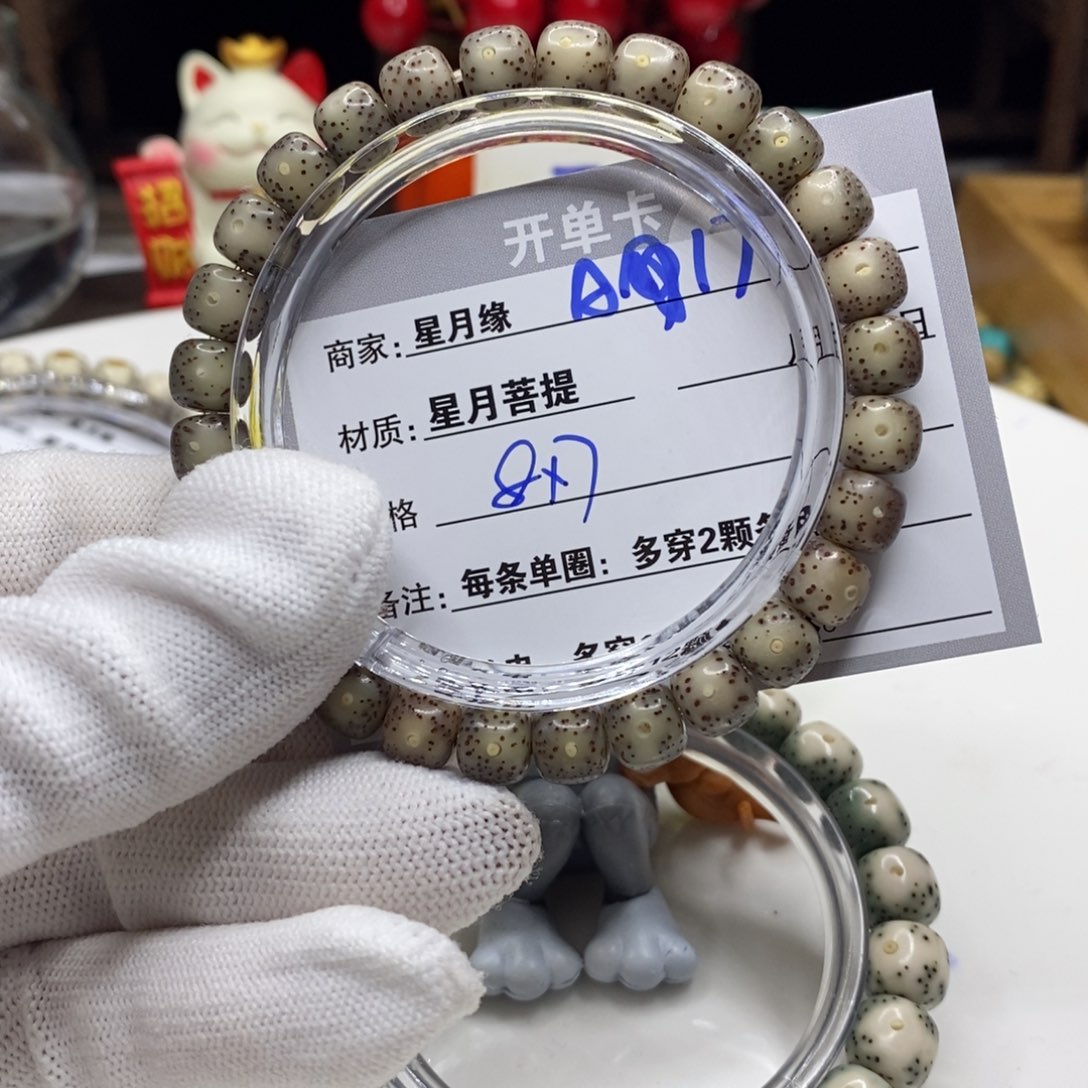 招
开单卡
商家：星月缘
材质：星月菩提
格 8x7
备注：每条单圈：多穿2颗